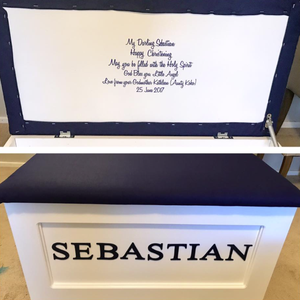 My Darling Sebastian
Happy Christening
May you be filled with the Holy Spirit
God Bless you Little Angel
Love from your Godmother Kathleen (Aunty Kake)
25 June 2017
SEBASTIAN